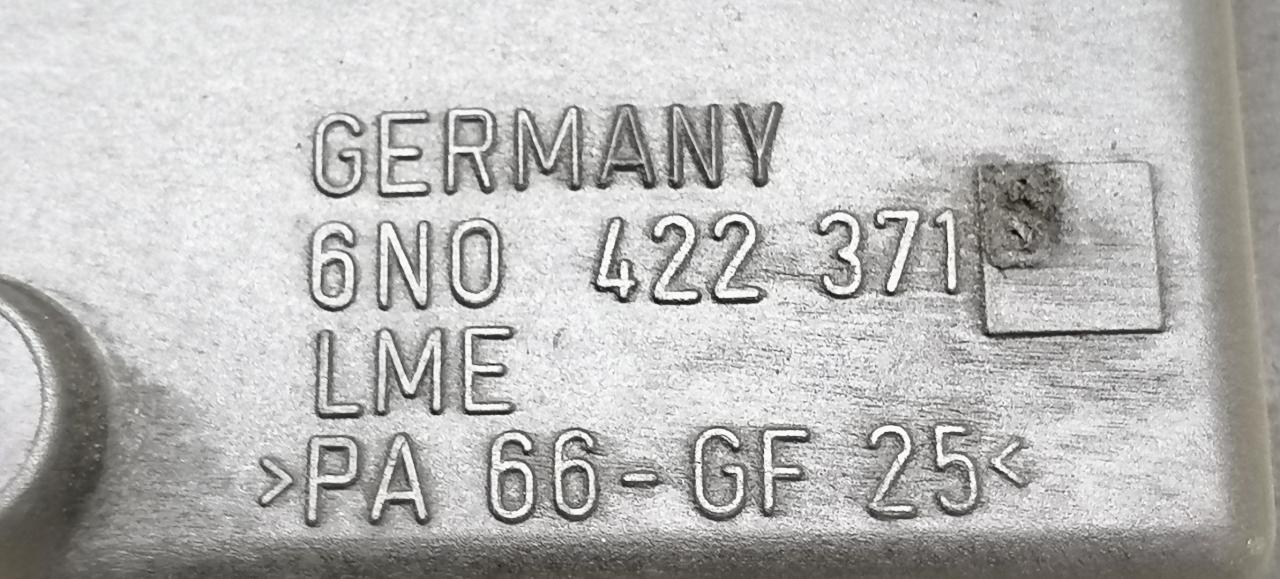 GERMANY
6N0 422 371
LME
>PA 66-GF 25<